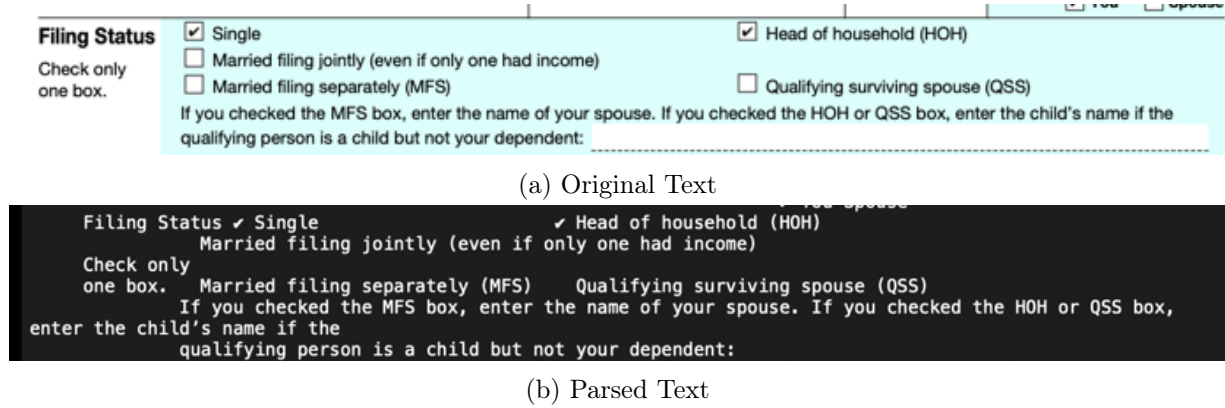 You Spouse
Filing Status ✔ Single ✔ Head of household (HOH)
Married filing jointly (even if only one had income)
Check only
one box. Married filing separately (MFS) Qualifying surviving spouse (QSS)
If you checked the MFS box, enter the name of your spouse. If you checked the HOH or QSS box, enter the child's name if the
qualifying person is a child but not your dependent:
(a) Original Text
You Spouse
Filing Status ✔ Single ✔ Head of household (HOH)
Married filing jointly (even if only one had income)
Check only
one box. Married filing separately (MFS) Qualifying surviving spouse (QSS)
If you checked the MFS box, enter the name of your spouse. If you checked the HOH or QSS box,
enter the child's name if the
qualifying person is a child but not your dependent:
(b) Parsed Text